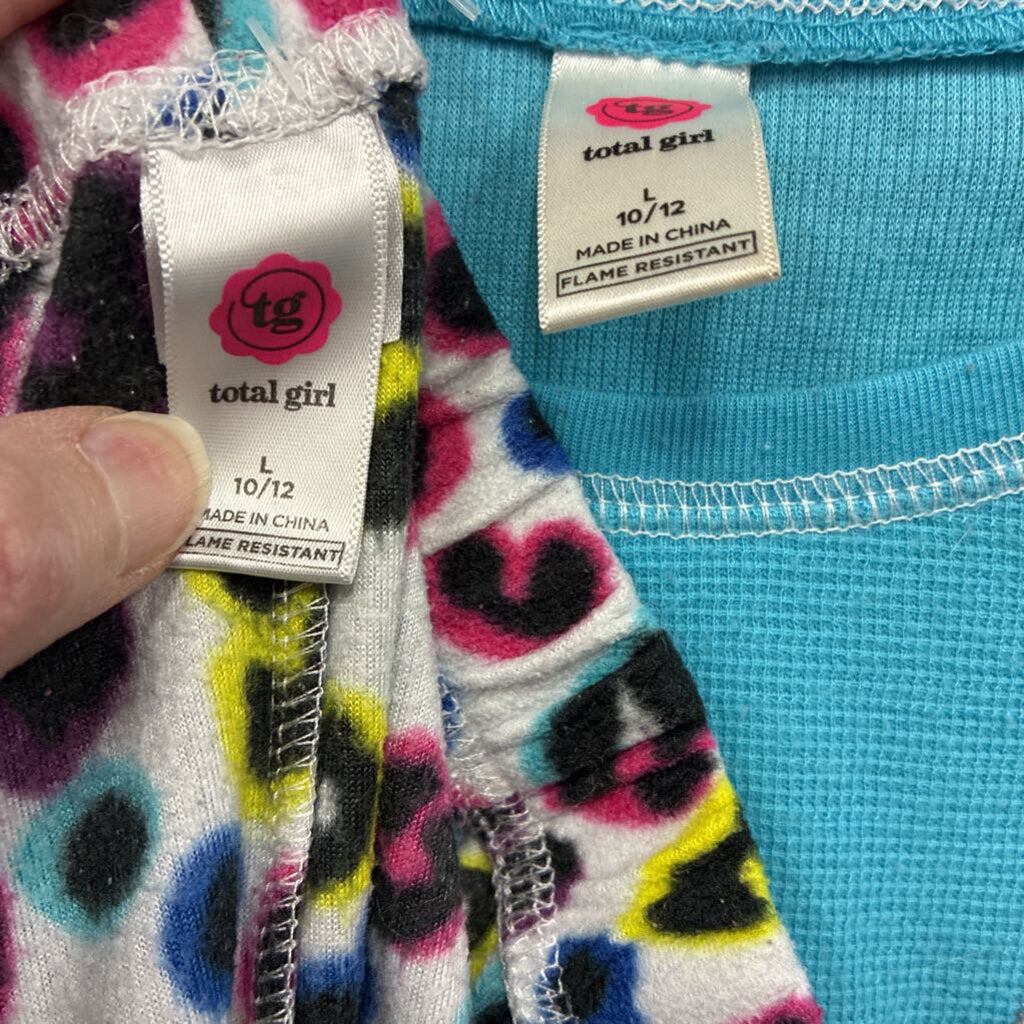 tg
total girl
L
10/12
MADE IN CHINA
FLAME RESISTANT
tg
total girl
L
10/12
MADE IN CHINA
LAME RESISTANT